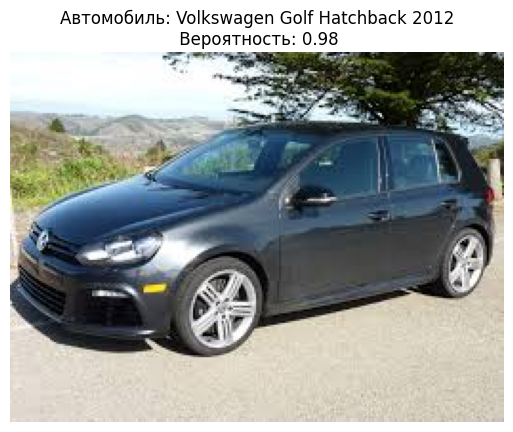 Автомобиль: Volkswagen Golf Hatchback 2012
Вероятность: 0.98